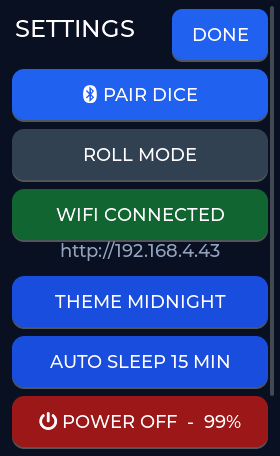 SETTINGS
DONE
PAIR DICE
ROLL MODE
WIFI CONNECTED
http://192.168.4.43
THEME MIDNIGHT
AUTO SLEEP 15 MIN
POWER OFF - 99%